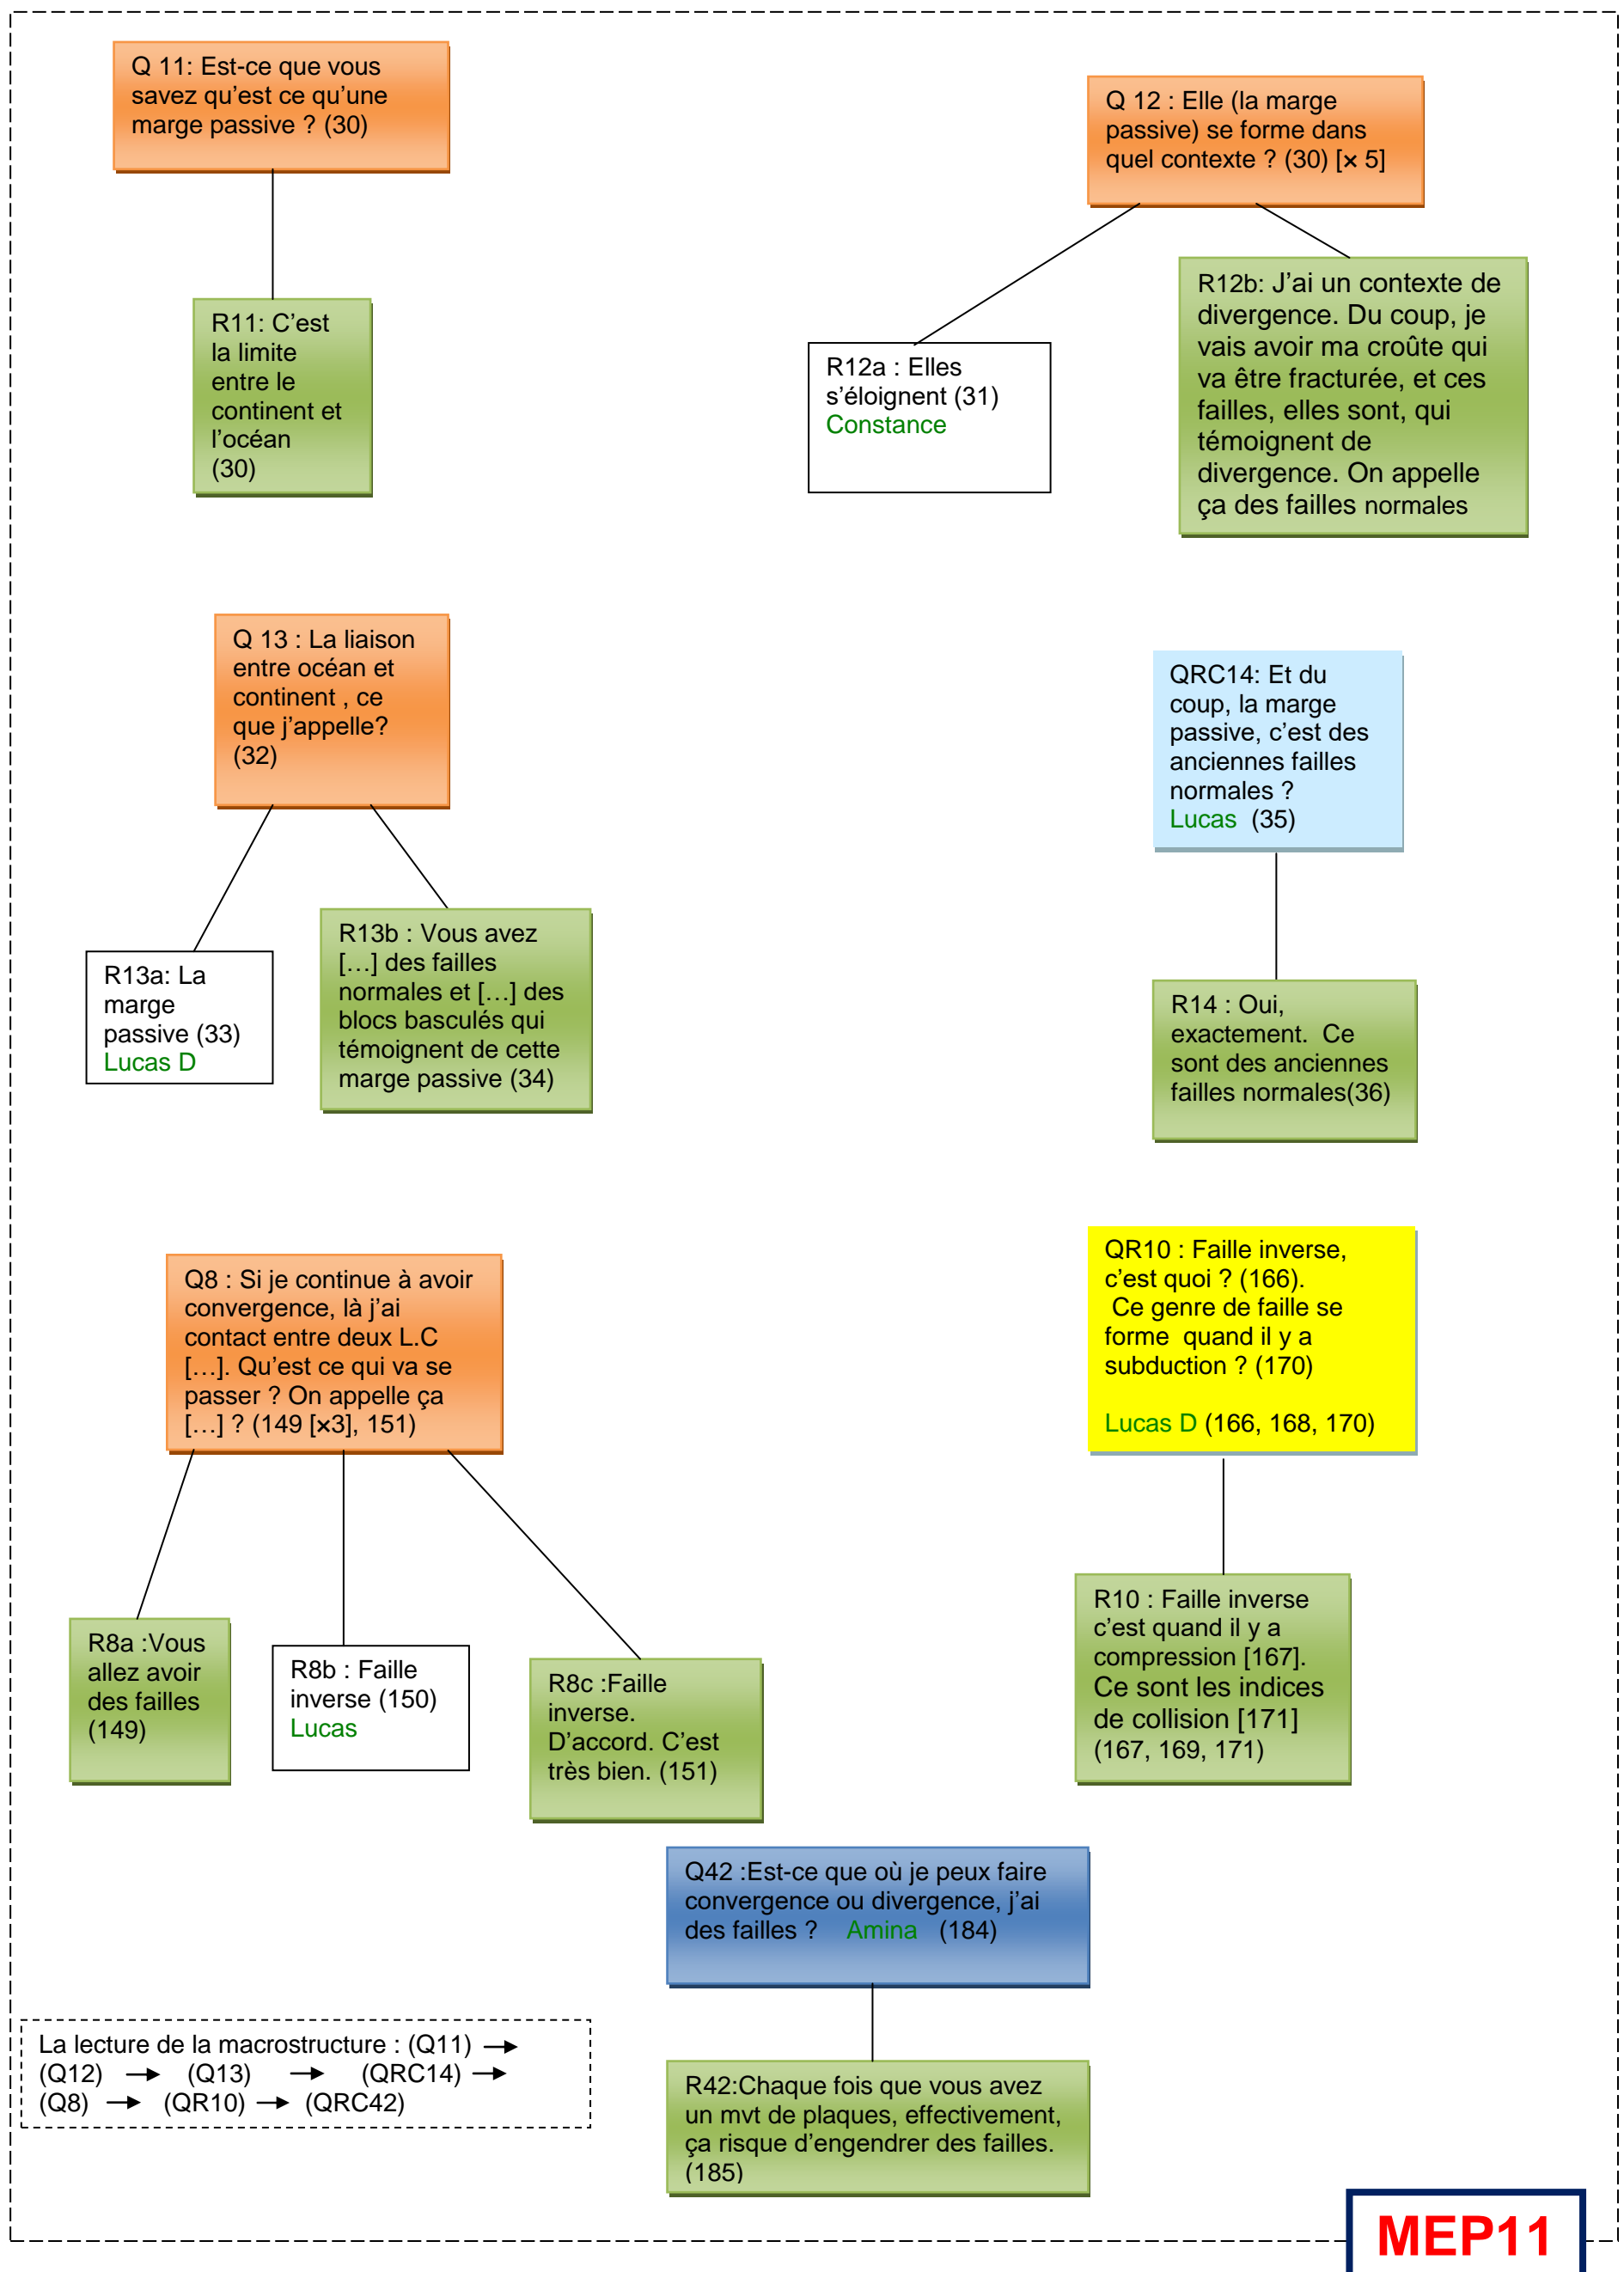 Q 11: Est-ce que vous
savez qu’est ce qu’une
marge passive ? (30)
Q 12 : Elle (la marge
passive) se forme dans
quel contexte ? (30) [× 5]
R11: C’est
la limite
entre le
continent et
l’océan
(30)
R12a : Elles
s’éloignent (31)
Constance
R12b: J’ai un contexte de
divergence. Du coup, je
vais avoir ma croûte qui
va être fracturée, et ces
failles, elles sont, qui
témoignent de
divergence. On appelle
ça des failles normales
Q 13 : La liaison
entre océan et
continent , ce
que j’appelle?
(32)
QRC14: Et du
coup, la marge
passive, c’est des
anciennes failles
normales ?
Lucas (35)
R13a: La
marge
passive (33)
Lucas D
R13b : Vous avez
[…] des failles
normales et […] des
blocs basculés qui
témoignent de cette
marge passive (34)
R14 : Oui,
exactement. Ce
sont des anciennes
failles normales(36)
Q8 : Si je continue à avoir
convergence, là j’ai
contact entre deux L.C
[…]. Qu’est ce qui va se
passer ? On appelle ça
[…] ? (149 [×3], 151)
QR10 : Faille inverse,
c’est quoi ? (166).
Ce genre de faille se
forme quand il y a
subduction ? (170)
Lucas D (166, 168, 170)
R8a :Vous
allez avoir
des failles
(149)
R8b : Faille
inverse (150)
Lucas
R8c :Faille
inverse.
D’accord. C’est
très bien. (151)
R10 : Faille inverse
c’est quand il y a
compression [167].
Ce sont les indices
de collision [171]
(167, 169, 171)
Q42 :Est-ce que où je peux faire
convergence ou divergence, j’ai
des failles ? Amina (184)
La lecture de la macrostructure : (Q11) →
(Q12) → (Q13) → (QRC14) →
(Q8) → (QR10) → (QRC42)
R42:Chaque fois que vous avez
un mvt de plaques, effectivement,
ça risque d’engendrer des failles.
(185)
MEP11